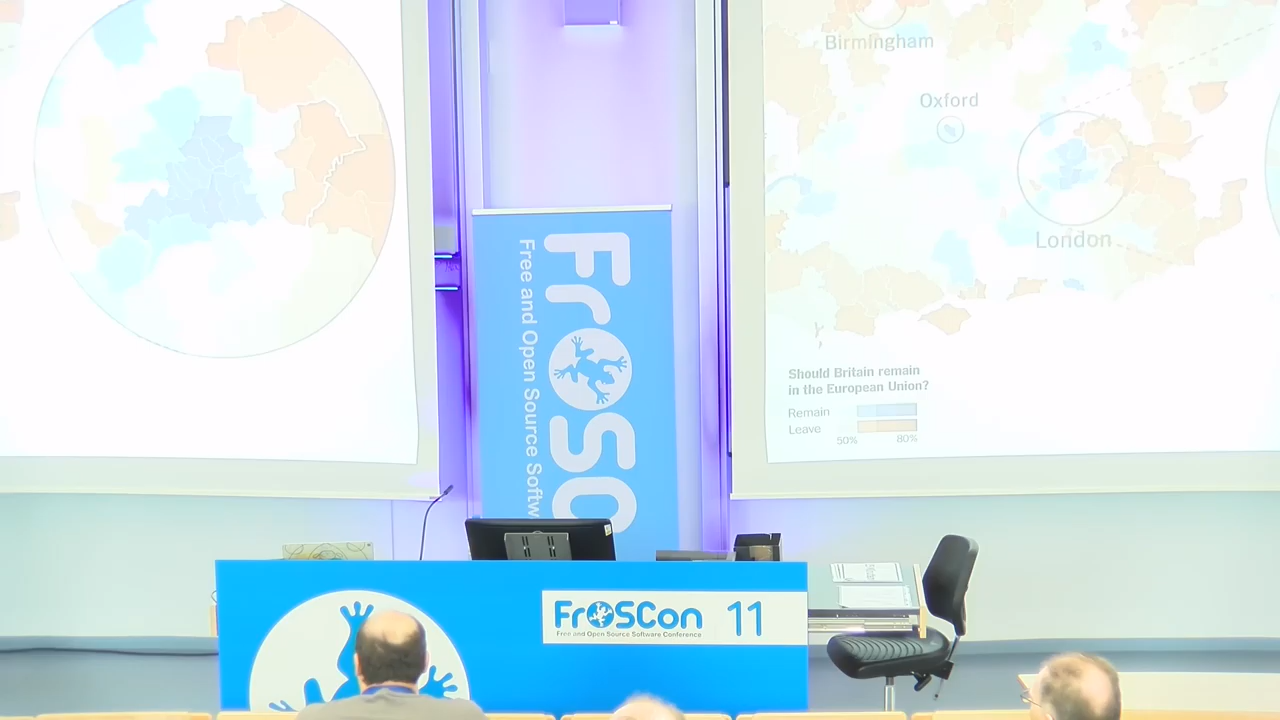 Birmingham
Oxford
London
Should Britain remain
in the European Union?
Remain
Leave
50% 80%
FrOSC
Free and Open Source Softw
FrOSCon 11
Free and Open Source Software Conference